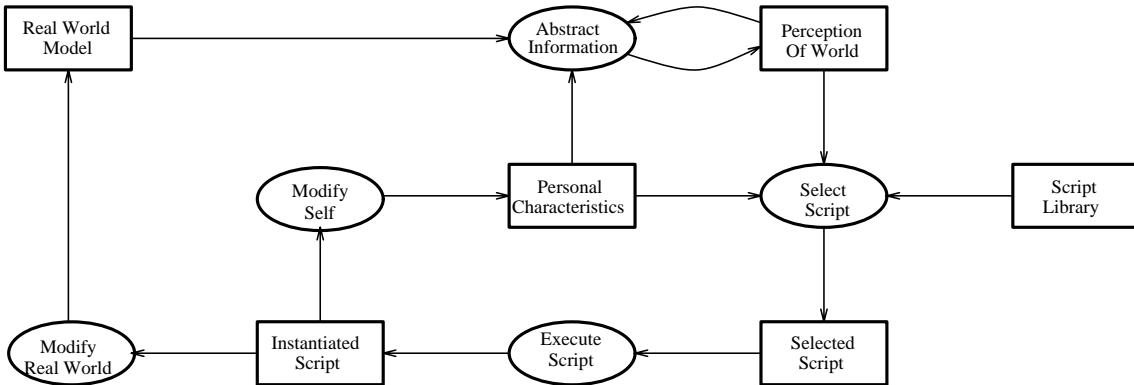 Real World
Model
Abstract
Information
Perception
Of World
Modify
Self
Personal
Characteristics
Select
Script
Script
Library
Modify
Real World
Instantiated
Script
Execute
Script
Selected
Script